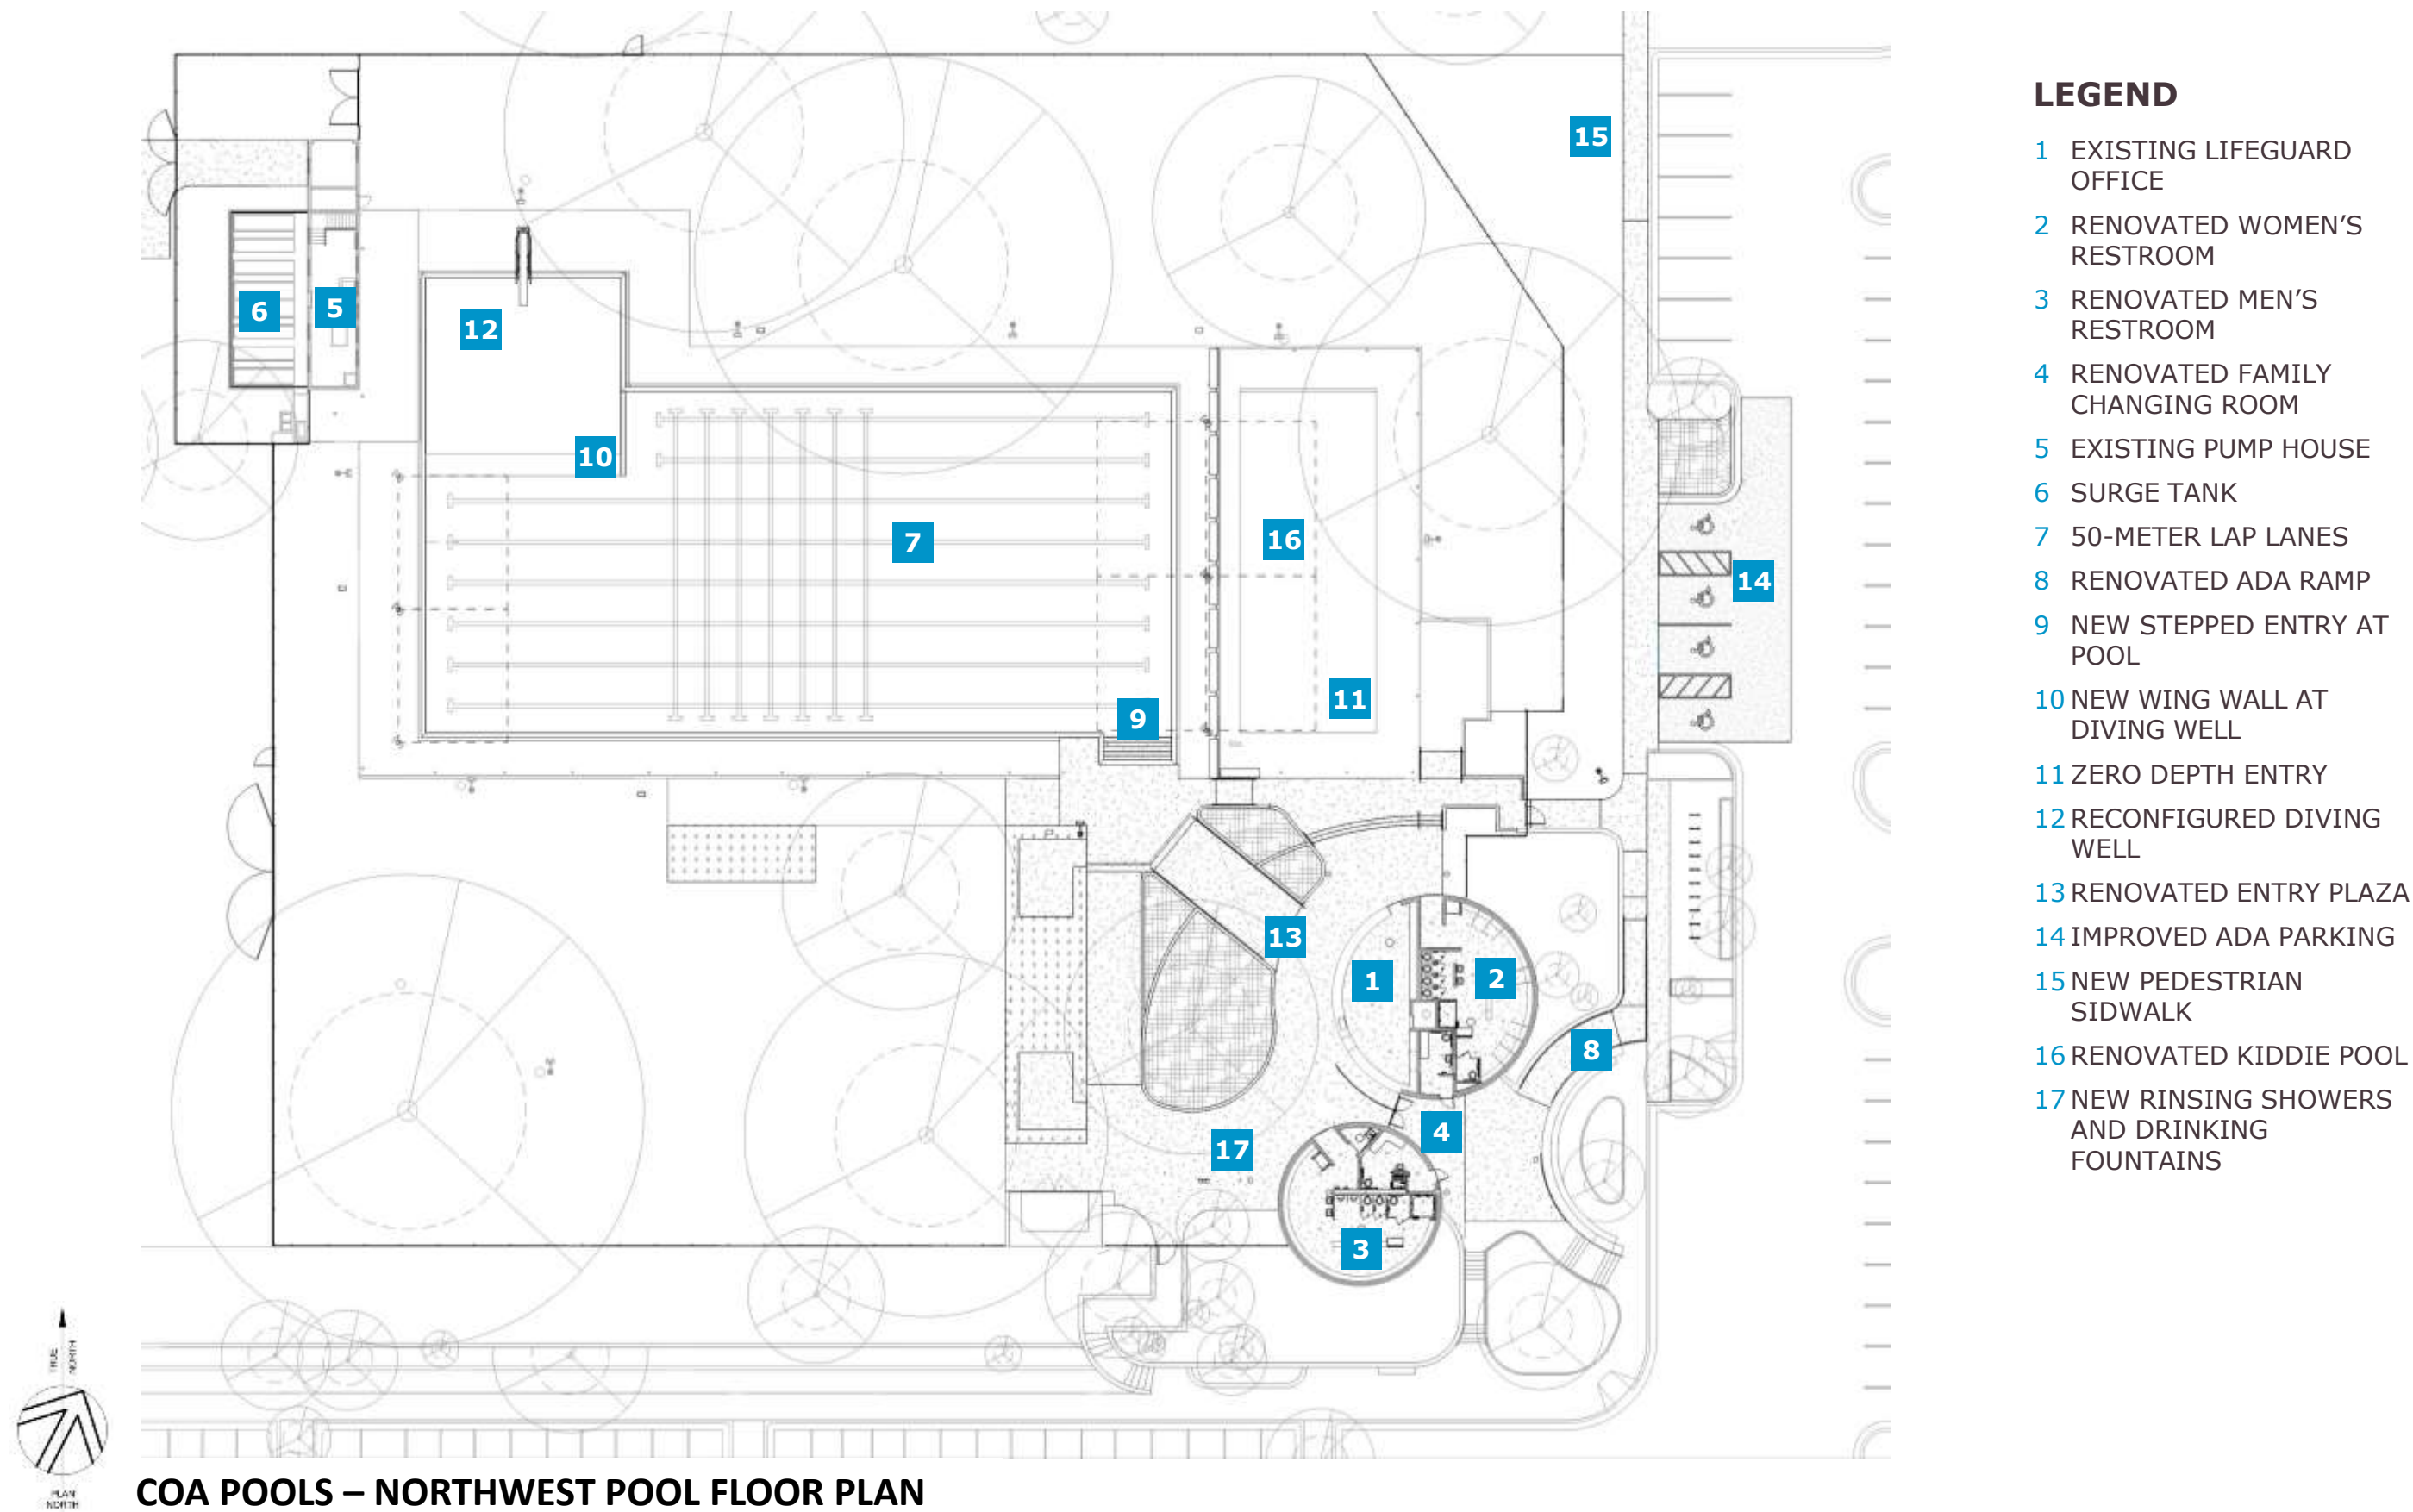 LEGEND
1 EXISTING LIFEGUARD
OFFICE
2 RENOVATED WOMEN’S
RESTROOM
3 RENOVATED MEN’S
RESTROOM
4 RENOVATED FAMILY
CHANGING ROOM
5 EXISTING PUMP HOUSE
6 SURGE TANK
7 50-METER LAP LANES
8 RENOVATED ADA RAMP
9 NEW STEPPED ENTRY AT
POOL
10 NEW WING WALL AT
DIVING WELL
11 ZERO DEPTH ENTRY
12 RECONFIGURED DIVING
WELL
13 RENOVATED ENTRY PLAZA
14 IMPROVED ADA PARKING
15 NEW PEDESTRIAN
SIDWALK
16 RENOVATED KIDDIE POOL
17 NEW RINSING SHOWERS
AND DRINKING
FOUNTAINS
15
6
5
12
10
7
16
14
11
9
13
1
2
8
4
17
3
TRUE
NORTH
PLAN
NORTH
COA POOLS – NORTHWEST POOL FLOOR PLAN